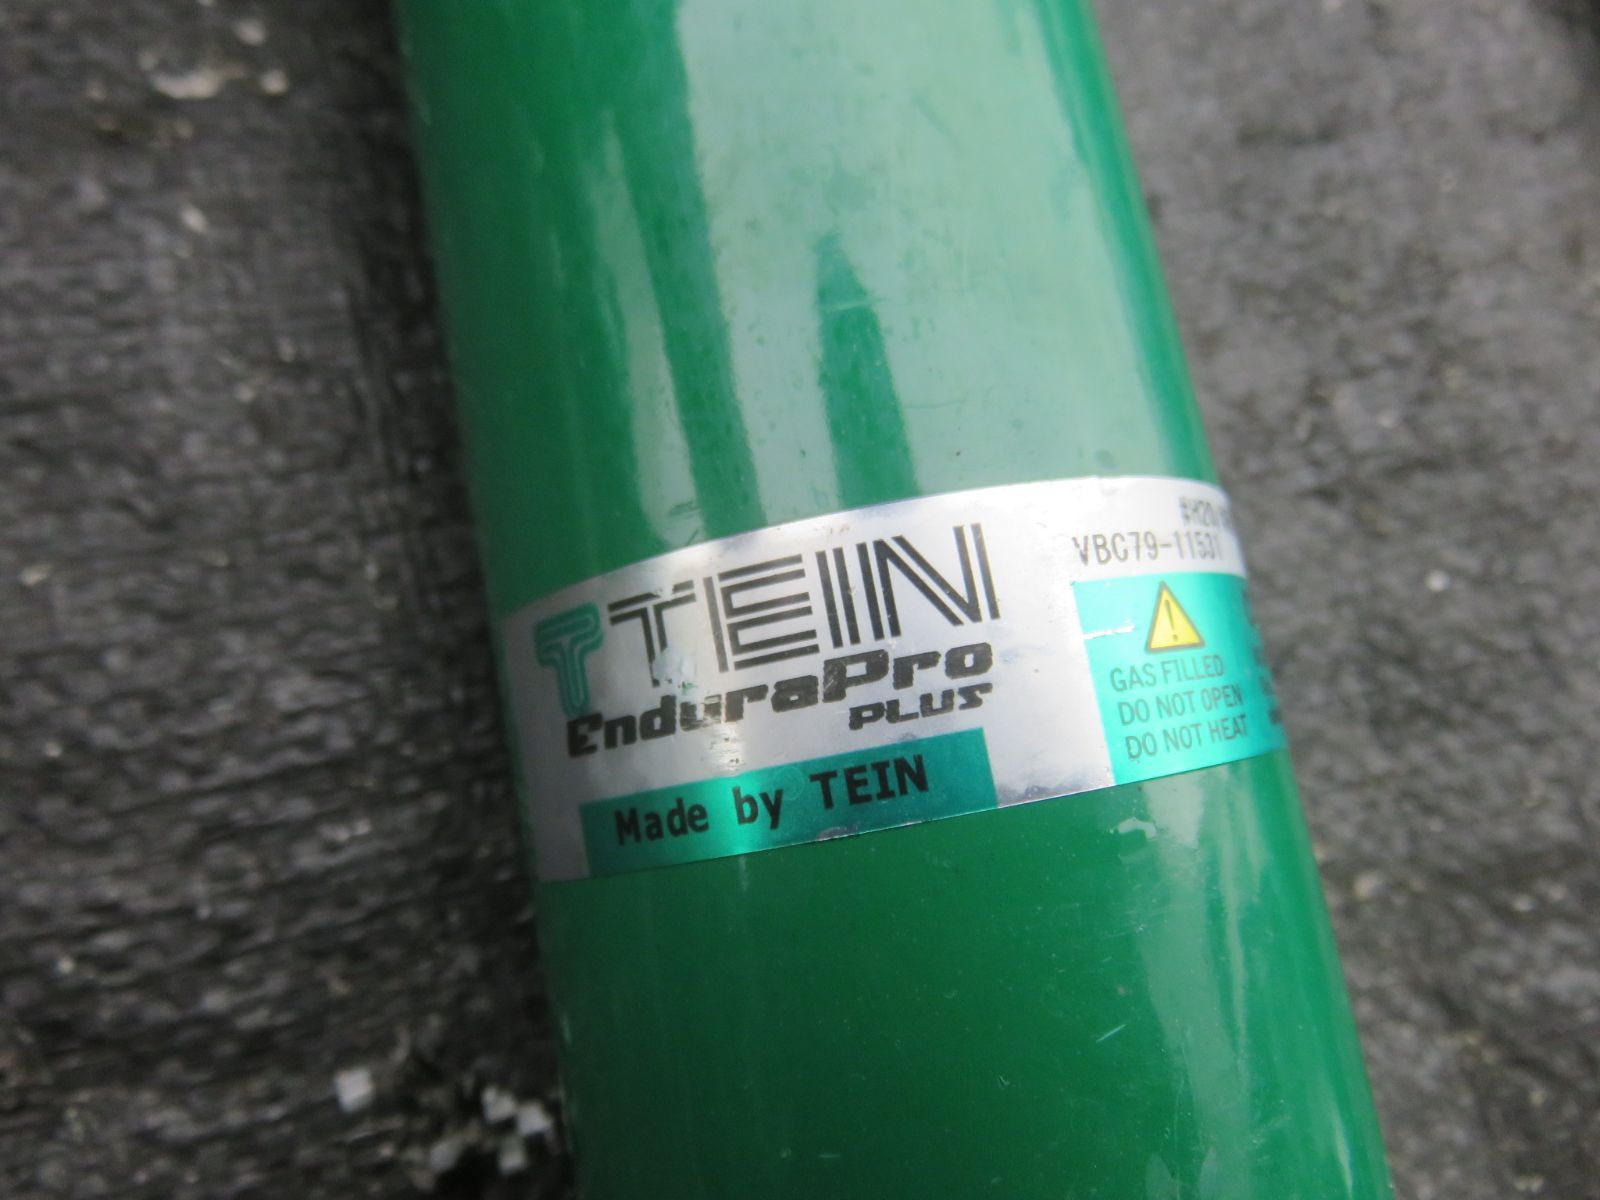 TEIN
EnduraPro
PLUS
Made by TEIN
VBC79-11531
GAS FILLED
DO NOT OPEN
DO NOT HEAT